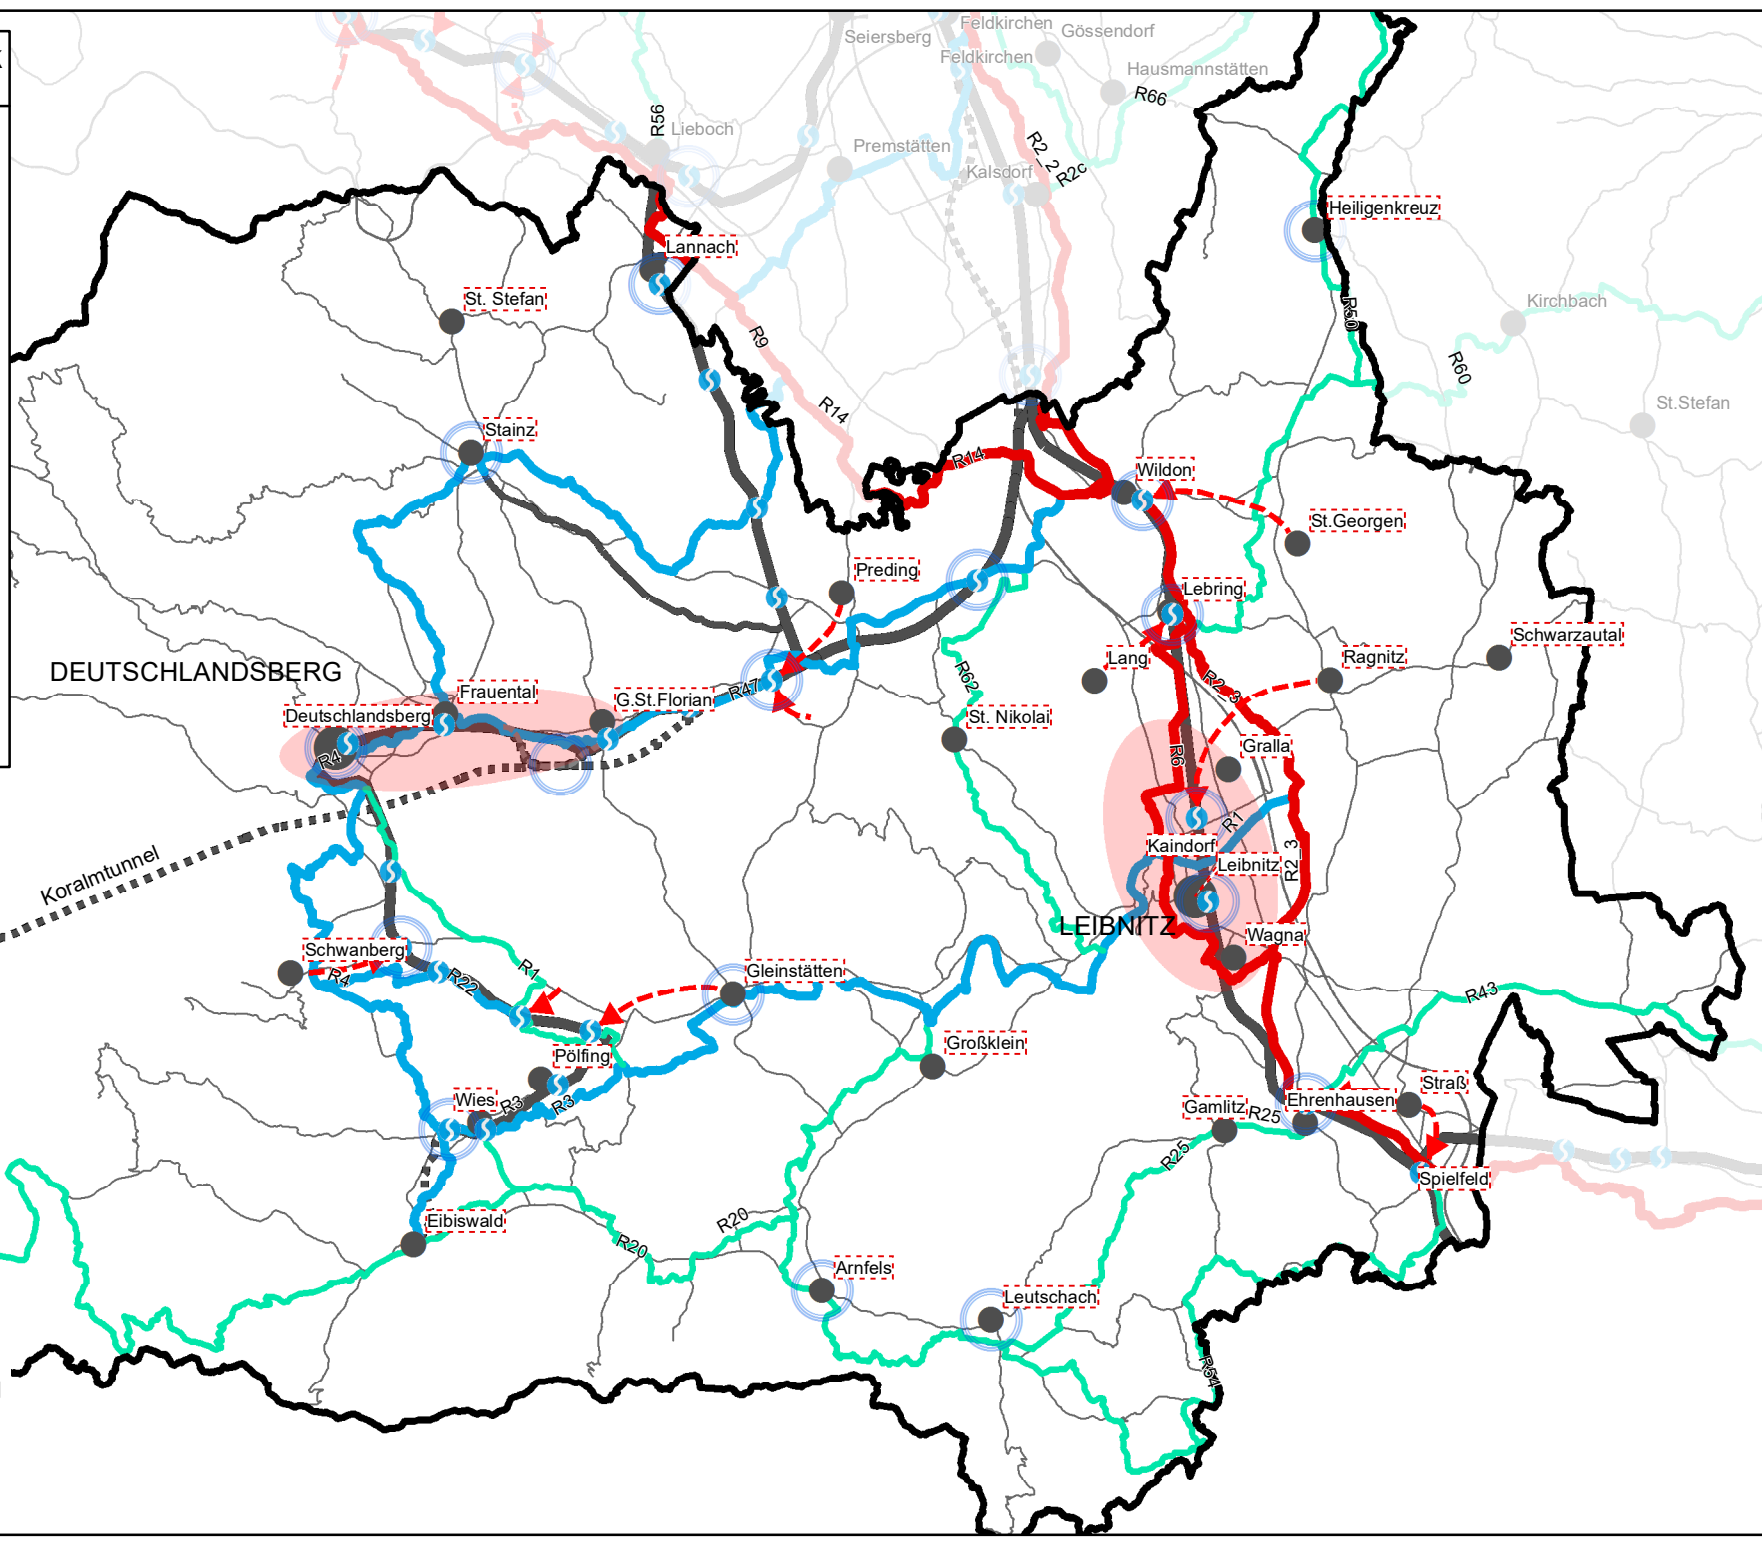 Feldkirchen
Gössendorf
Seiersberg
Feldkirchen
Hausmannstätten
R66
R56
Lieboch
Premstätten
R2_2
Kalsdorf
R2c
Heiligenkreuz
Lannach
St. Stefan
Kirchbach
R50
R9
R60
R14
St.Stefan
Stainz
R14
Wildon
St.Georgen
Preding
Lebring
Schwarzautal
Lang
Ragnitz
DEUTSCHLANDSBERG
R62
R2_3
Frauental
G.St.Florian
R47
Deutschlandsberg
St. Nikolai
R4
R6
Gralla
R1
Kaindorf
Leibnitz
R2_3
Koralmtunnel
LEIBNITZ
Wagna
Schwanberg
R4
R22
R1
Gleinstätten
R43
Großklein
Pölfing
Straß
Wies
R3
R3
Gamlitz
R25
Ehrenhausen
R25
Spielfeld
Eibiswald
R20
R20
Arnfels
Leutschach
R54